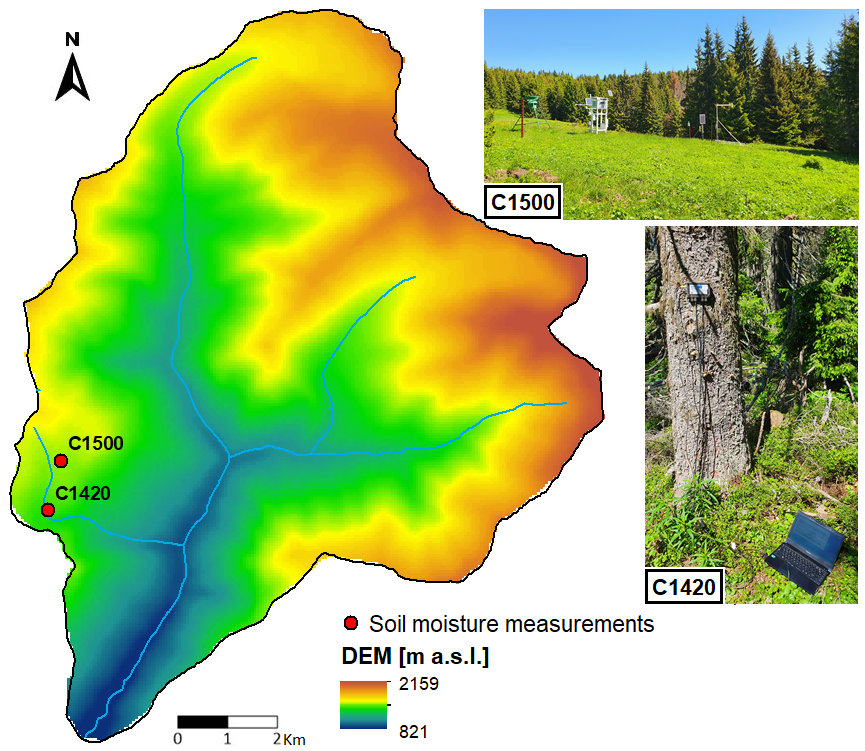 N
C1500
C1500
C1420
C1420
Soil moisture measurements
DEM [m a.s.l.]
2159
821
0 1 2 Km